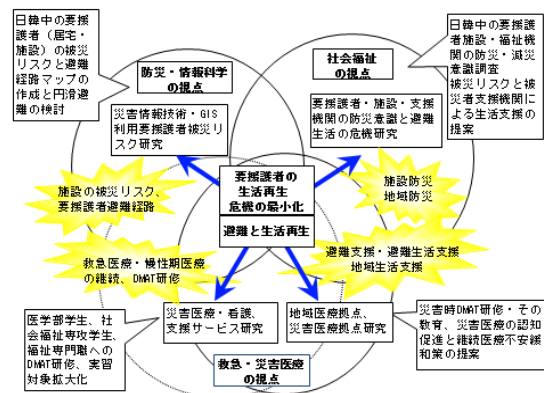 日韓中の要援
護者（居宅・
施設）の被災
リスクと避難
経路マップの
作成と円滑避
難の検討
防災・情報科学
の視点
社会福祉
の視点
日韓中の要援護
者施設・福祉機
関の防災・減災
意識調査
被災リスクと被
災者支援機関によ
る生活支援の
提案
災害情報技術・GIS
利用要援護者被災リ
スク研究
要援護者・施設・支援
機関の防災意識と避難
生活の危機研究
要援護者の
生活再生
危機の最小化
避難と生活再生
施設の被災リスク、
要援護者避難経路
施設防災
地域防災
救急医療・慢性期医療
の継続、DMAT研修
避難支援・避難生活支援
地域生活支援
医学部学生、社
会福祉専攻学生、
福祉専門職への
DMAT研修、実習
対象拡大化
災害医療・看護、
支援サービス研究
地域医療拠点、
災害医療拠点研究
災害時DMAT研修・その
教育、災害医療の認知
促進と継続医療不安緩
和業の提案
救急・災害医療
の視点